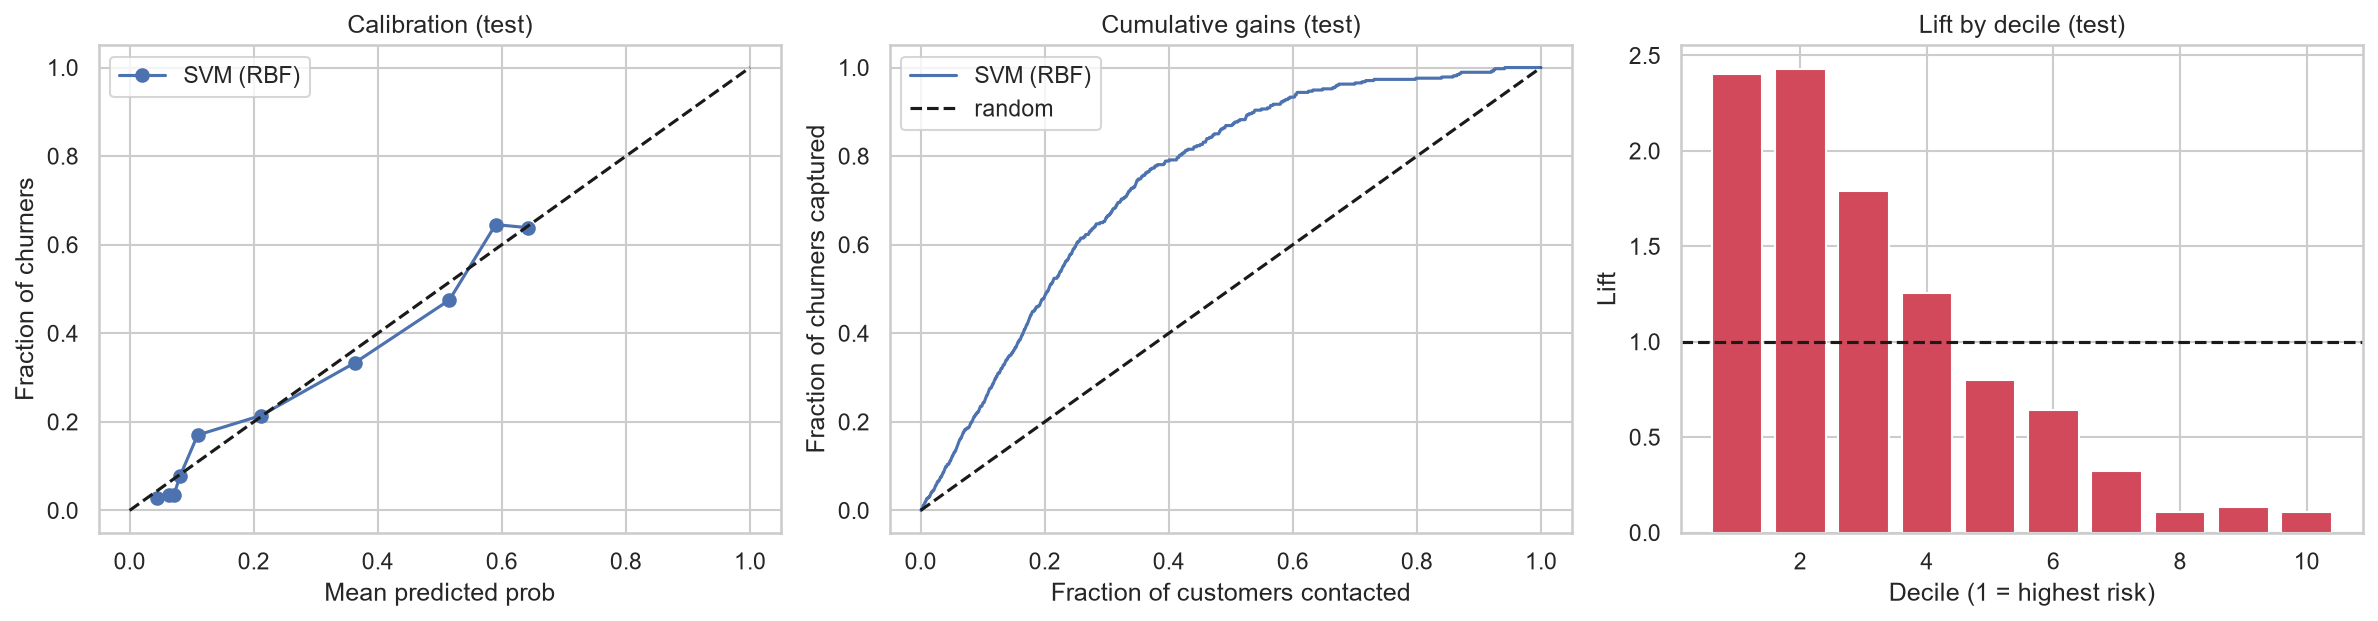 Calibration (test)
SVM (RBF)
1.0
0.8
0.6
0.4
0.2
0.0
Fraction of churners
0.0 0.2 0.4 0.6 0.8 1.0
Mean predicted prob
Cumulative gains (test)
SVM (RBF)
random
1.0
0.8
0.6
0.4
0.2
0.0
Fraction of churners captured
0.0 0.2 0.4 0.6 0.8 1.0
Fraction of customers contacted
Lift by decile (test)
2.5
2.0
1.5
1.0
0.5
0.0
Lift
2 4 6 8 10
Decile (1 = highest risk)